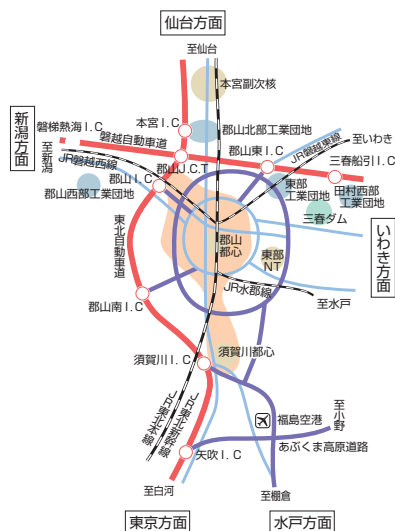 仙台方面
至仙台
本宮副次核
本宮I.C
新潟方面
磐梯熱海I.C
磐越自動車道
郡山北部工業団地
郡山東I.C
JR磐越東線
至いわき
至新潟
JR磐越西線
郡山J.C.T
三春船引I.C
郡山I.C
郡山西部工業団地
東部
工業団地
田村西部
工業団地
三春ダム
東北自動車道
郡山
都心
東部
NT
いわき方面
JR水郡線
至水戸
郡山南I.C
須賀川I.C
須賀川都心
JR東北本線
JR東北新幹線
福島空港
至小野
あぶくま高原道路
矢吹I.C
至白河
至棚倉
東京方面
水戸方面